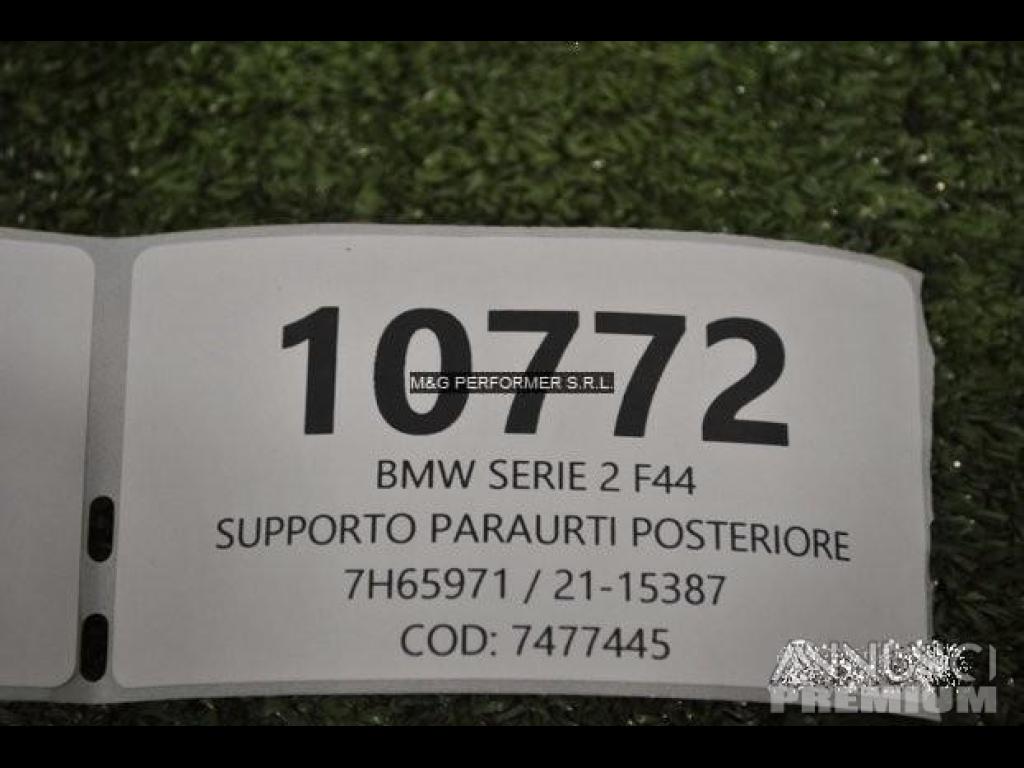 10772
M&G PERFORMER S.R.L.
BMW SERIE 2 F44
SUPPORTO PARAURTI POSTERIORE
7H65971 / 21-15387
COD: 7477445
ANNUNCI
PREMIUM